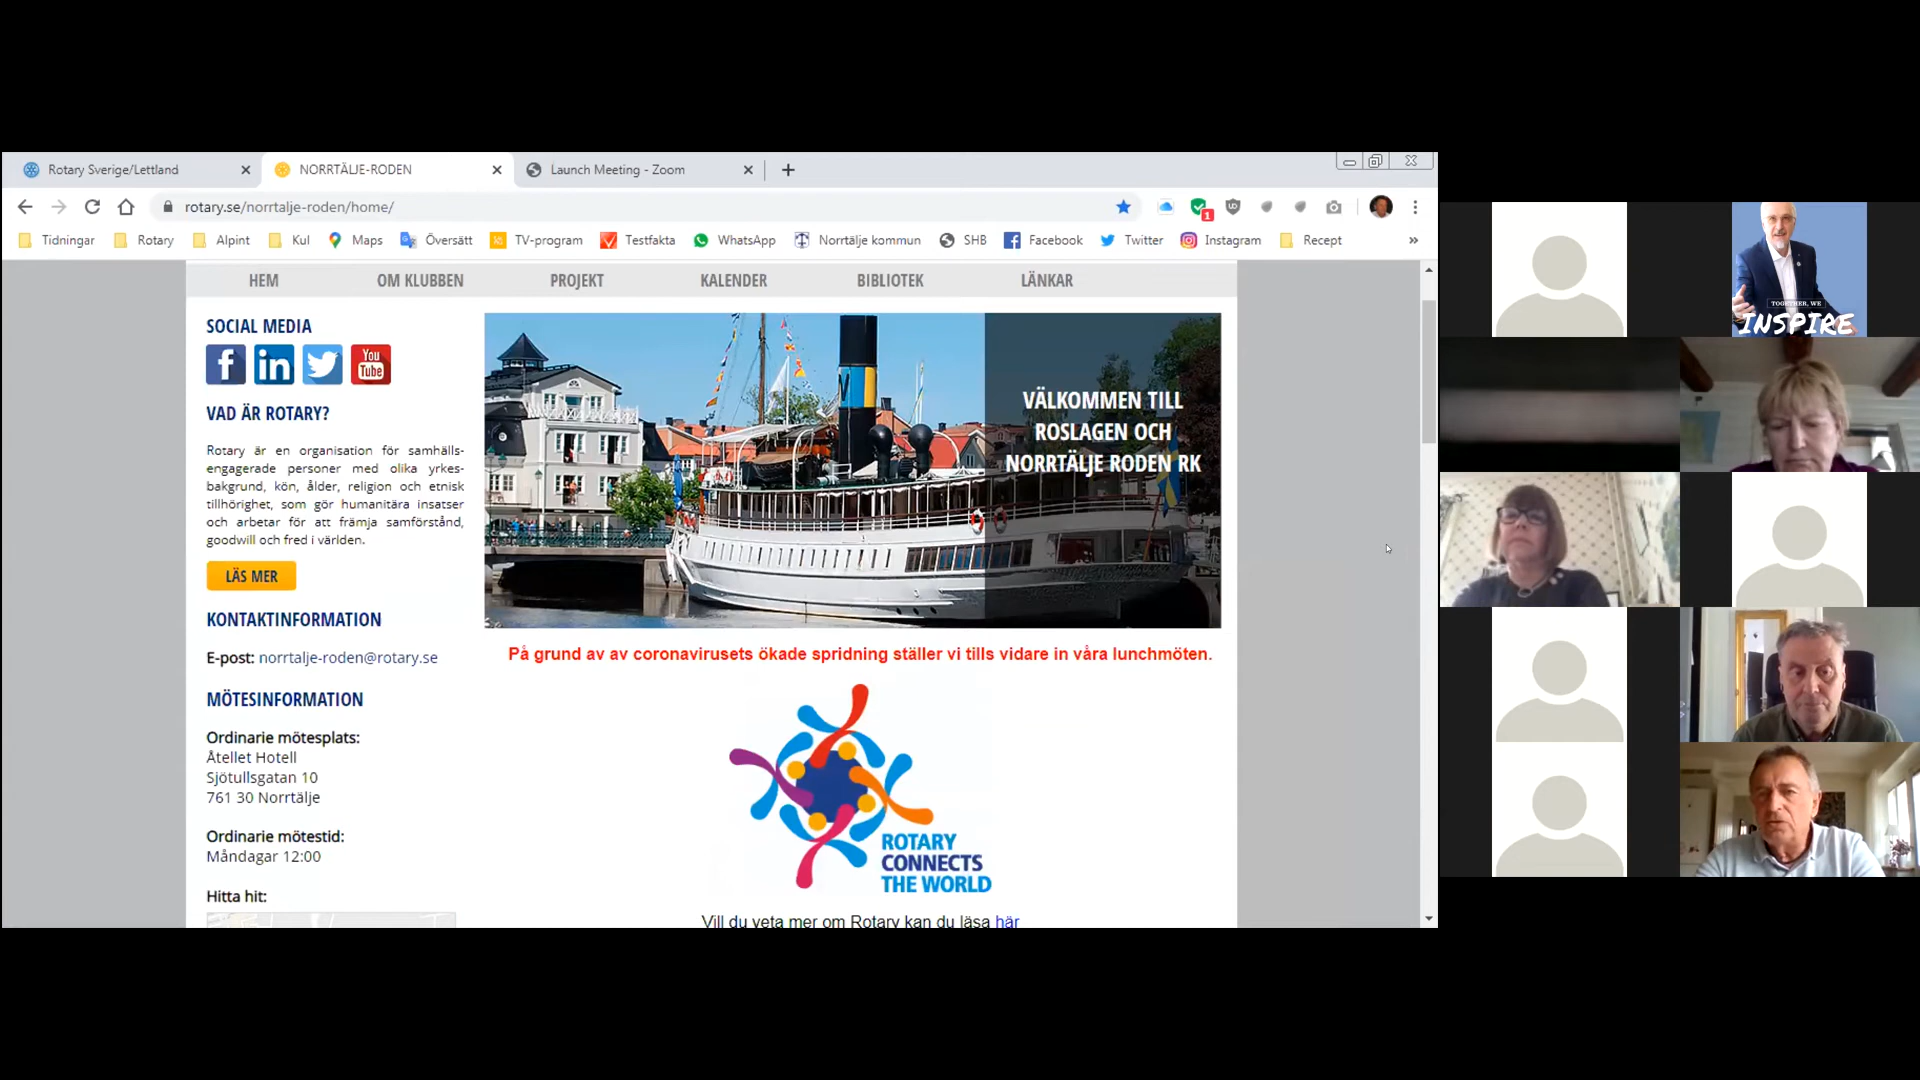 Rotary Sverige/Lettland
NORRTÄLJE-RODEN
Launch Meeting - Zoom
rotary.se/norrtalje-roden/home/
1
Tidningar
Rotary
Alpint
Kul
Maps
Översätt
TV-program
Testfakta
WhatsApp
Norrtälje kommun
SHB
Facebook
Twitter
Instagram
Recept
HEM
OM KLUBBEN
PROJEKT
KALENDER
BIBLIOTEK
LÄNKAR
SOCIAL MEDIA
You
Tube
VAD ÄR ROTARY?
Rotary är en organisation för samhälls-
engagerade personer med olika yrkes-
bakgrund, kön, ålder, religion och etnisk
tillhörighet, som gör humanitära insatser
och arbetar för att främja samförstånd,
goodwill och fred i världen.
LÄS MER
KONTAKTINFORMATION
E-post: norrtalje-roden@rotary.se
MÖTESINFORMATION
Ordinarie mötesplats:
Åtellet Hotell
Sjötullsgatan 10
761 30 Norrtälje
Ordinarie mötestid:
Måndagar 12:00
Hitta hit:
VÄLKOMMEN TILL
ROSLAGEN OCH
NORRTÄLJE RODEN RK
På grund av av coronavirusets ökade spridning ställer vi tills vidare in våra lunchmöten.
ROTARY
CONNECTS
THE WORLD
Vill du veta mer om Rotary kan du läsa här
TOGETHER, WE
INSPIRE